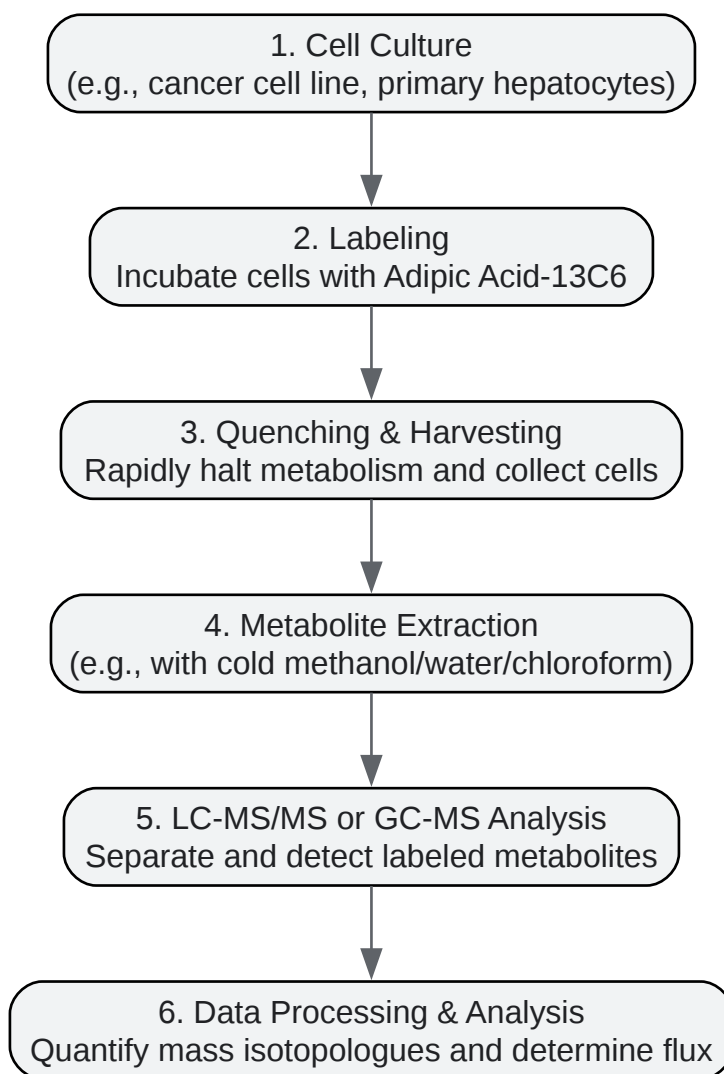 1. Cell Culture
(e.g., cancer cell line, primary hepatocytes)
2. Labeling
Incubate cells with Adipic Acid-13C6
3. Quenching & Harvesting
Rapidly halt metabolism and collect cells
4. Metabolite Extraction
(e.g., with cold methanol/water/chloroform)
5. LC-MS/MS or GC-MS Analysis
Separate and detect labeled metabolites
6. Data Processing & Analysis
Quantify mass isotopologues and determine flux